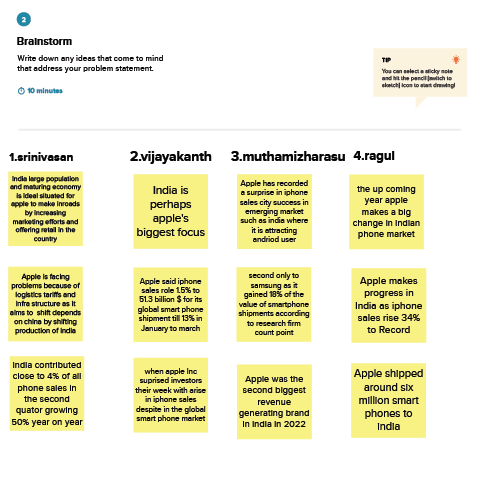 2
Brainstorm
Write down any ideas that come to mind
that address your problem statement.
10 minutes
TIP
You can select a sticky note
and hit the pencil [switch to
sketch] icon to start drawing!
1.srinivasan
India large population
and maturing economy
is ideal situated for
apple to make inroads
by increasing
marketing efforts and
offering retail in the
country
Apple is facing
problems because of
logistics tariffs and
infra structure as it
aims to shift depends
on china by shifting
production of india
India contributed
close to 4% of all
phone sales in
the second
quator growing
50% year on year
2.vijayakanth
India is
perhaps
apple's
biggest focus
Apple said iphone
sales role 1.5% to
51.3 billion $ for its
global smart phone
shipment till 13% in
January to march
when apple Inc
suprised investors
their week with arise
in iphone sales
despite in the global
smart phone market
3.muthamizharasu
Apple has recorded
a surprise in iphone
sales city success in
emerging market
such as india where
it is attracting
andriod user
second only to
samsung as it
gained 18% of the
value of smartphone
shipments according
to research firm
count point
Apple was the
second biggest
revenue
generating brand
in india in 2022
4.ragul
the up coming
year apple
makes a big
change in indian
phone market
Apple makes
progress in
India as iphone
sales rise 34%
to Record
Apple shipped
around six
million smart
phones to
india